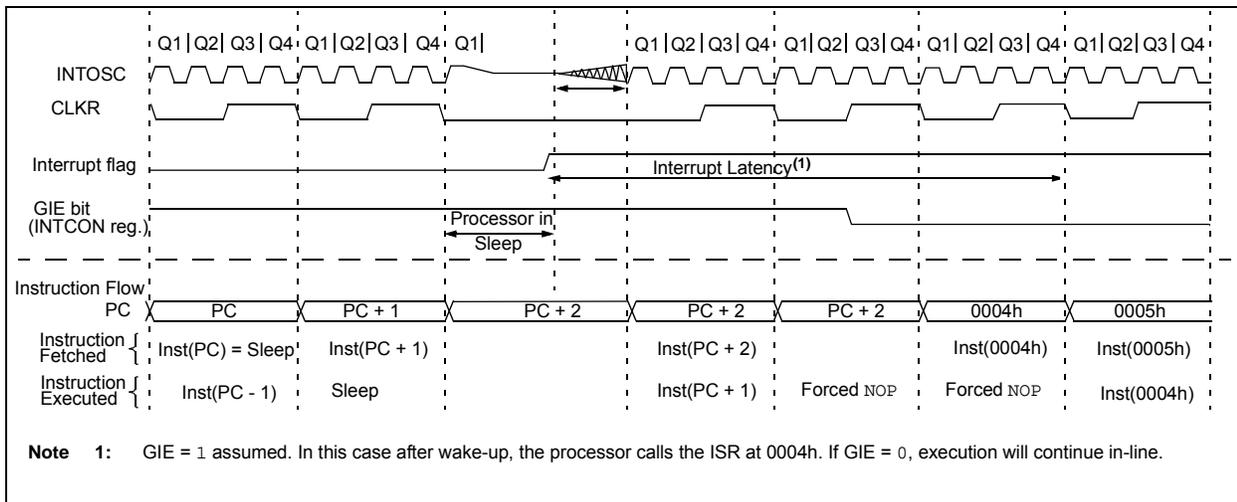 Q1| Q2| Q3| Q4 Q1| Q2| Q3| Q4 Q1| Q1| Q2| Q3| Q4 Q1| Q2| Q3| Q4 Q1| Q2| Q3| Q4 Q1| Q2| Q3| Q4
INTOSC
CLKR
Interrupt flag
Interrupt Latency(1)
GIE bit
(INTCON reg.)
Processor in
Sleep
Instruction Flow
PC PC PC + 1 PC + 2 PC + 2 PC + 2 0004h 0005h
Instruction
Fetched
Inst(PC) = Sleep Inst(PC + 1) Inst(PC + 2) Inst(0004h) Inst(0005h)
Instruction
Executed
Inst(PC - 1) Sleep Inst(PC + 1) Forced NOP Forced NOP Inst(0004h)
Note 1: GIE = 1 assumed. In this case after wake-up, the processor calls the ISR at 0004h. If GIE = 0, execution will continue in-line.